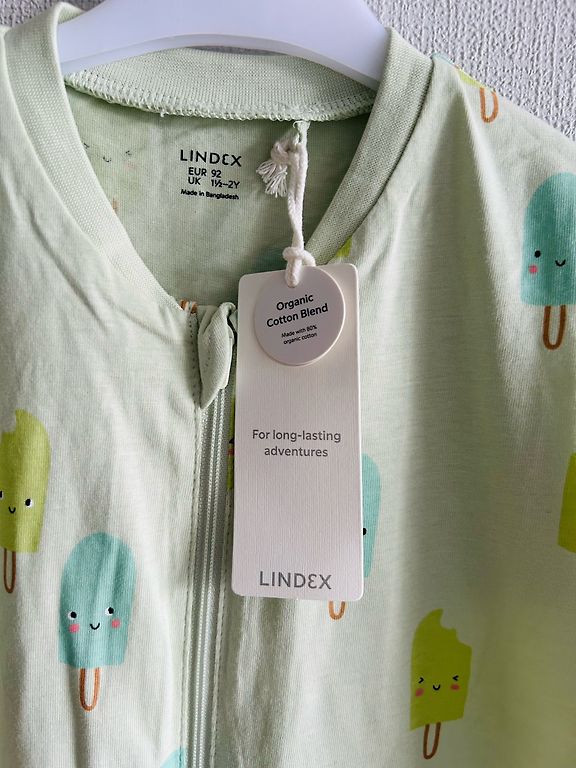 LINDEX
EUR 92
UK 1½–2Y
Made in Bangladesh
Organic
Cotton Blend
Made with 80%
organic cotton
For long-lasting
adventures
LINDEX